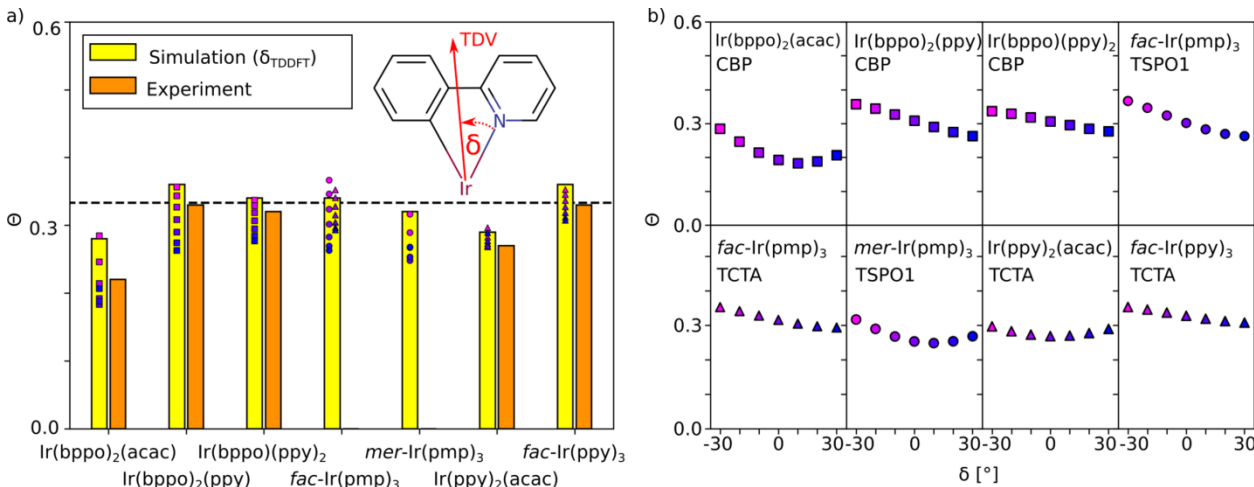 a)
0.6
Simulation (δTDDFT)
Experiment
TDV
N
δ
Ir
Θ
0.3
0.0
Ir(bppo)2(acac)
Ir(bppo)(ppy)2
mer-Ir(pmp)3
fac-Ir(ppy)3
Ir(bppo)2(ppy)
fac-Ir(pmp)3
Ir(ppy)2(acac)
b)
0.6
Ir(bppo)2(acac)
CBP
Ir(bppo)2(ppy)
CBP
Ir(bppo)(ppy)2
CBP
fac-Ir(pmp)3
TSPO1
0.3
0.0
Θ
fac-Ir(pmp)3
TCTA
mer-Ir(pmp)3
TSPO1
Ir(ppy)2(acac)
TCTA
fac-Ir(ppy)3
TCTA
0.3
0.0
-30 0 30 0 30 0 30 0 30
δ [°]